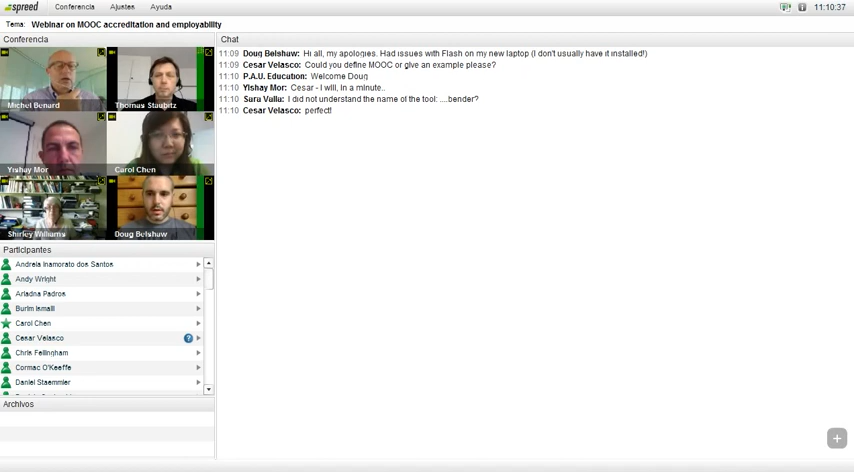 spreed Conferencia Ajustes Ayuda 11:10:37
Tema: Webinar on MOOC accreditation and employability
Conferencia
Michel Benard
Thomas Staubitz
Yishay Mor
Carol Chen
Shirley Williams
Doug Belshaw
Participantes
Andreia Inamorato dos Santos
Andy Wright
Ariadna Padros
Burim Ismaili
Carol Chen
Cesar Velasco
Chris Fellingham
Cormac O'Keeffe
Daniel Staemmler
Archivos
Chat
11:09 Doug Belshaw: Hi all, my apologies. Had issues with Flash on my new laptop (I don't usually have it installed!)
11:09 Cesar Velasco: Could you define MOOC or give an example please?
11:10 P.A.U. Education: Welcome Doug
11:10 Yishay Mor: Cesar - I will, in a minute..
11:10 Suru Vallu: I did not understand the name of the tool: ....bender?
11:10 Cesar Velasco: perfect!